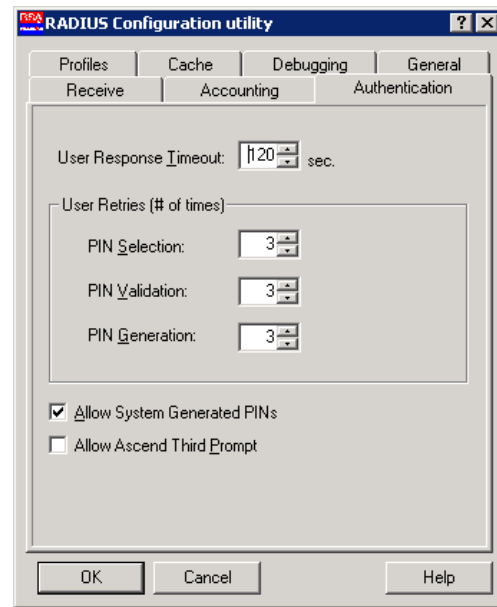 RSA RADIUS Configuration utility
Profiles Cache Debugging General
Receive Accounting Authentication
User Response Timeout: 120 sec.
User Retries (# of times)
PIN Selection: 3
PIN Validation: 3
PIN Generation: 3
Allow System Generated PINs
Allow Ascend Third Prompt
OK Cancel Help